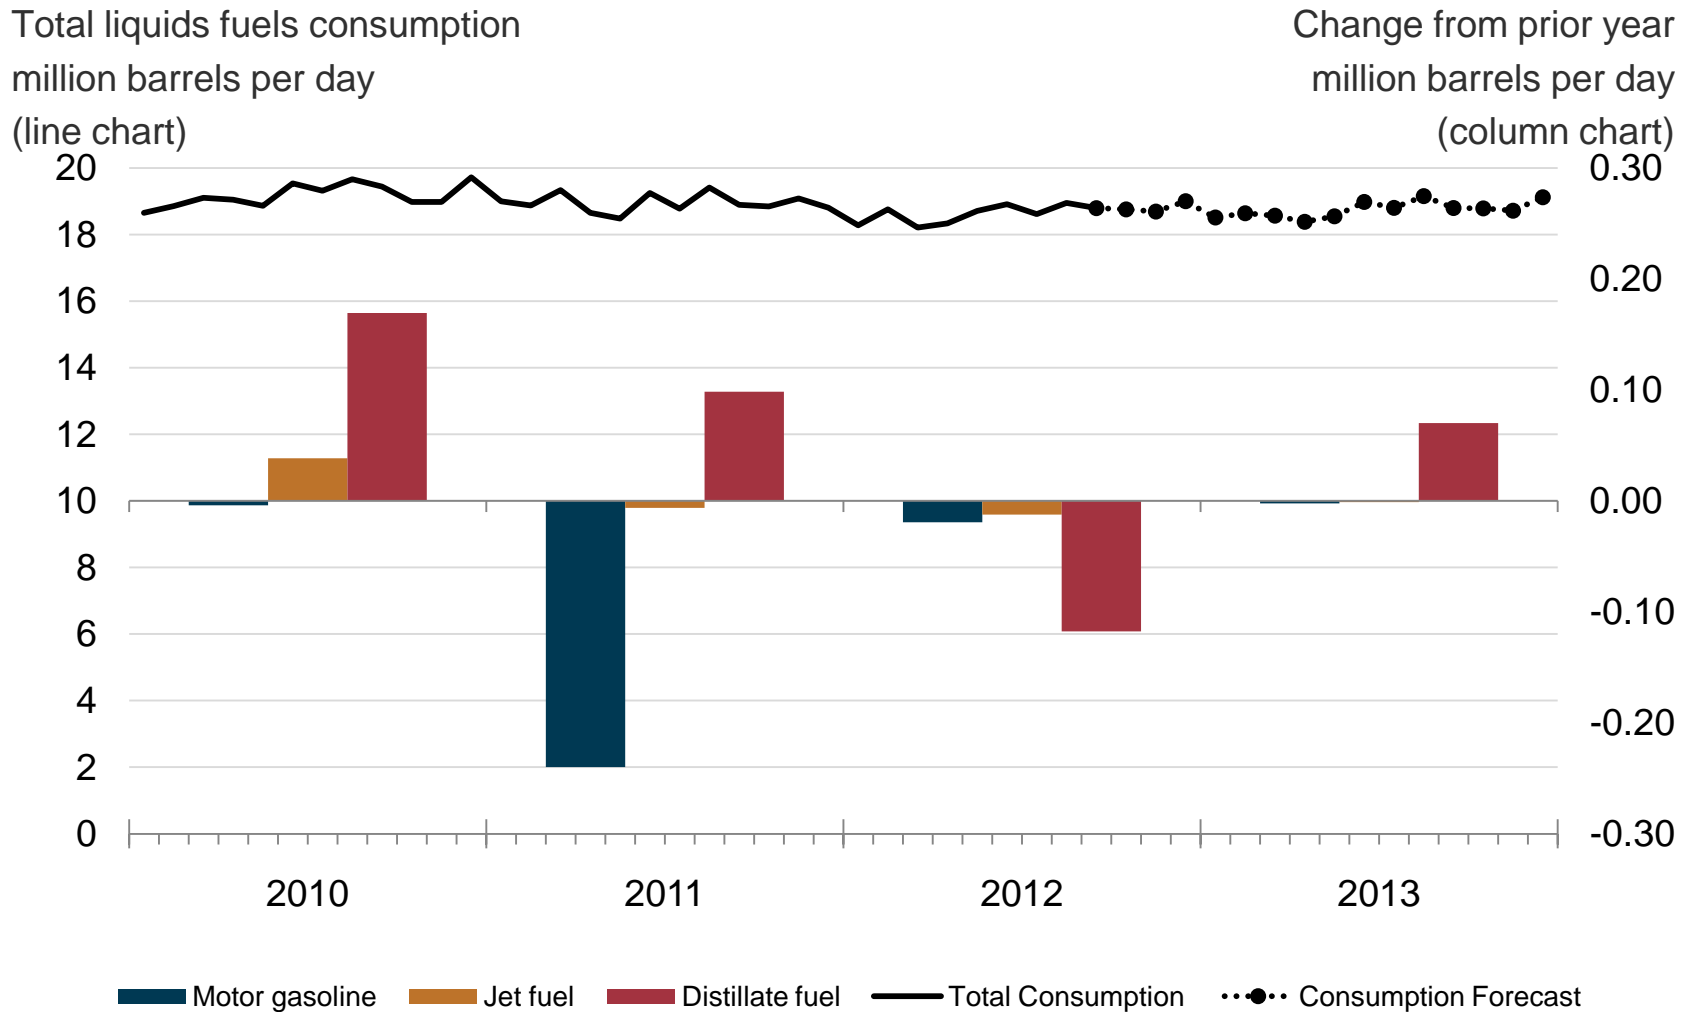 Total liquids fuels consumption
million barrels per day
(line chart)
Change from prior year
million barrels per day
(column chart)
20
18
16
14
12
10
8
6
4
2
0
0.30
0.20
0.10
0.00
-0.10
-0.20
-0.30
2010
2011
2012
2013
Motor gasoline
Jet fuel
Distillate fuel
Total Consumption
Consumption Forecast